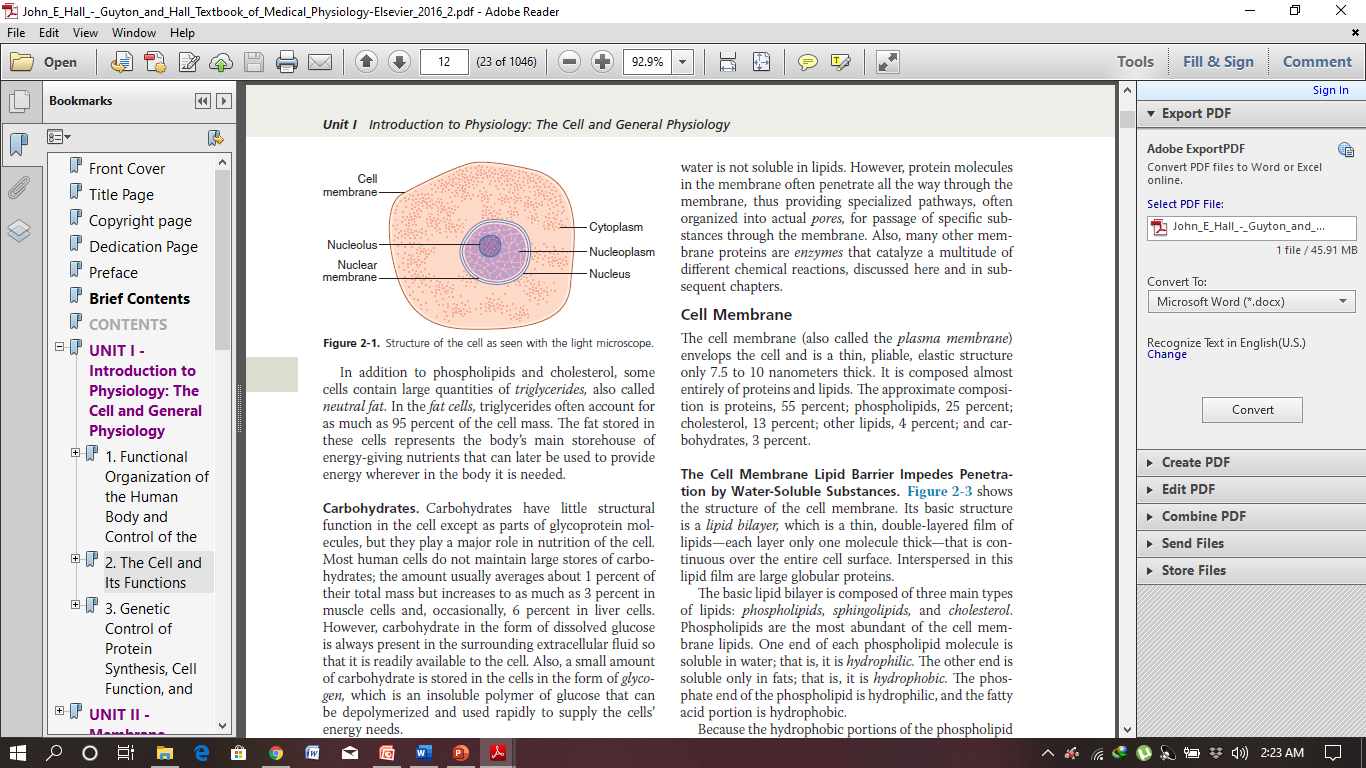 John_E_Hall_-_Guyton_and_Hall_Textbook_of_Medical_Physiology-Elsevier_2016_2.pdf - Adobe Reader
File Edit View Window Help
Open 12 (23 of 1046) 92.9% Tools Fill & Sign Comment
Bookmarks
Front Cover
Title Page
Copyright page
Dedication Page
Preface
Brief Contents
CONTENTS
UNIT I -
Introduction to
Physiology: The
Cell and General
Physiology
1. Functional
Organization of
the Human
Body and
Control of the
2. The Cell and
Its Functions
3. Genetic
Control of
Protein
Synthesis, Cell
Function, and
UNIT II -
Membrane
Unit I Introduction to Physiology: The Cell and General Physiology
Cell
membrane
Nucleolus
Nuclear
membrane
Cytoplasm
Nucleoplasm
Nucleus
Figure 2-1. Structure of the cell as seen with the light microscope.
In addition to phospholipids and cholesterol, some
cells contain large quantities of triglycerides, also called
neutral fat. In the fat cells, triglycerides often account for
as much as 95 percent of the cell mass. The fat stored in
these cells represents the body's main storehouse of
energy-giving nutrients that can later be used to provide
energy wherever in the body it is needed.
Carbohydrates. Carbohydrates have little structural
function in the cell except as parts of glycoprotein mol-
ecules, but they play a major role in nutrition of the cell.
Most human cells do not maintain large stores of carbo-
hydrates; the amount usually averages about 1 percent of
their total mass but increases to as much as 3 percent in
muscle cells and, occasionally, 6 percent in liver cells.
However, carbohydrate in the form of dissolved glucose
is always present in the surrounding extracellular fluid so
that it is readily available to the cell. Also, a small amount
of carbohydrate is stored in the cells in the form of glyco-
gen, which is an insoluble polymer of glucose that can
be depolymerized and used rapidly to supply the cells'
energy needs.
water is not soluble in lipids. However, protein molecules
in the membrane often penetrate all the way through the
membrane, thus providing specialized pathways, often
organized into actual pores, for passage of specific sub-
stances through the membrane. Also, many other mem-
brane proteins are enzymes that catalyze a multitude of
different chemical reactions, discussed here and in sub-
sequent chapters.
Cell Membrane
The cell membrane (also called the plasma membrane)
envelops the cell and is a thin, pliable, elastic structure
only 7.5 to 10 nanometers thick. It is composed almost
entirely of proteins and lipids. The approximate composi-
tion is proteins, 55 percent; phospholipids, 25 percent;
cholesterol, 13 percent; other lipids, 4 percent; and car-
bohydrates, 3 percent.
The Cell Membrane Lipid Barrier Impedes Penetra-
tion by Water-Soluble Substances. Figure 2-3 shows
the structure of the cell membrane. Its basic structure
is a lipid bilayer, which is a thin, double-layered film of
lipids—each layer only one molecule thick—that is con-
tinuous over the entire cell surface. Interspersed in this
lipid film are large globular proteins.
The basic lipid bilayer is composed of three main types
of lipids: phospholipids, sphingolipids, and cholesterol.
Phospholipids are the most abundant of the cell mem-
brane lipids. One end of each phospholipid molecule is
soluble in water; that is, it is hydrophilic. The other end is
soluble only in fats; that is, it is hydrophobic. The phos-
phate end of the phospholipid is hydrophilic, and the fatty
acid portion is hydrophobic.
Because the hydrophobic portions of the phospholipid
Sign In
Export PDF
Adobe ExportPDF
Convert PDF files to Word or Excel
online.
Select PDF File:
John_E_Hall_-_Guyton_and_...
1 file / 45.91 MB
Convert To:
Microsoft Word (*.docx)
Recognize Text in English(U.S.)
Change
Convert
Create PDF
Edit PDF
Combine PDF
Send Files
Store Files
2:23 AM